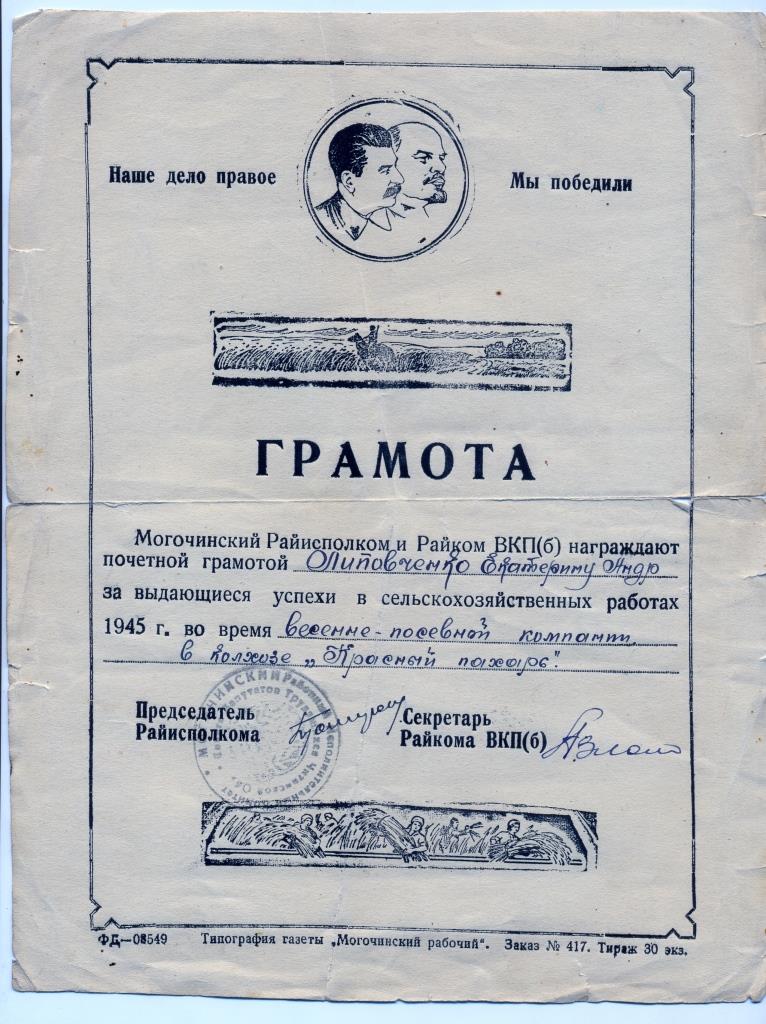 Наше дело правое
Мы победили
ГРАМОТА
Могочинский Райисполком и Райком ВКП(б) награждают
почетной грамотой Липовченко Екатерину Андр
за выдающиеся успехи в сельскохозяйственных работах
1945 г. во время весенне-посевной компании
в колхозе „Красный пахарь".
Председатель
Райисполкома
Секретарь
Райкома ВКП(б)
ФД—08549 Типография газеты „Могочинский рабочий". Заказ № 417. Тираж 30 экз.